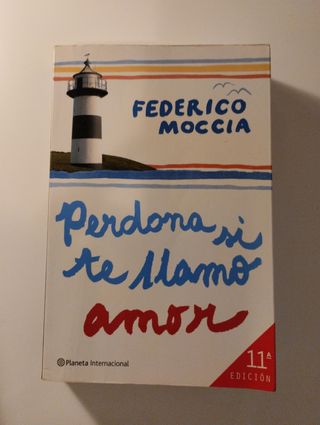 FEDERICO
MOCCIA
Perdona si
te llamo
amor
Planeta Internacional
11ª
EDICIÓN